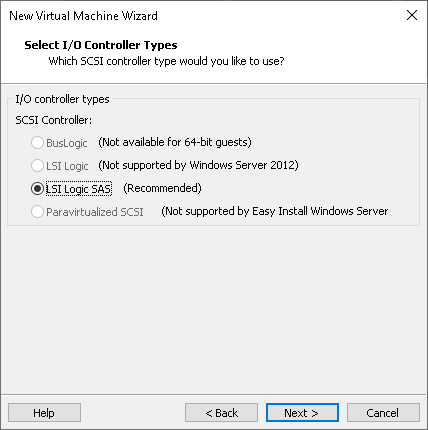 New Virtual Machine Wizard
Select I/O Controller Types
Which SCSI controller type would you like to use?
I/O controller types
SCSI Controller:
BusLogic (Not available for 64-bit guests)
LSI Logic (Not supported by Windows Server 2012)
LSI Logic SAS (Recommended)
Paravirtualized SCSI (Not supported by Easy Install Windows Server
Help < Back Next > Cancel